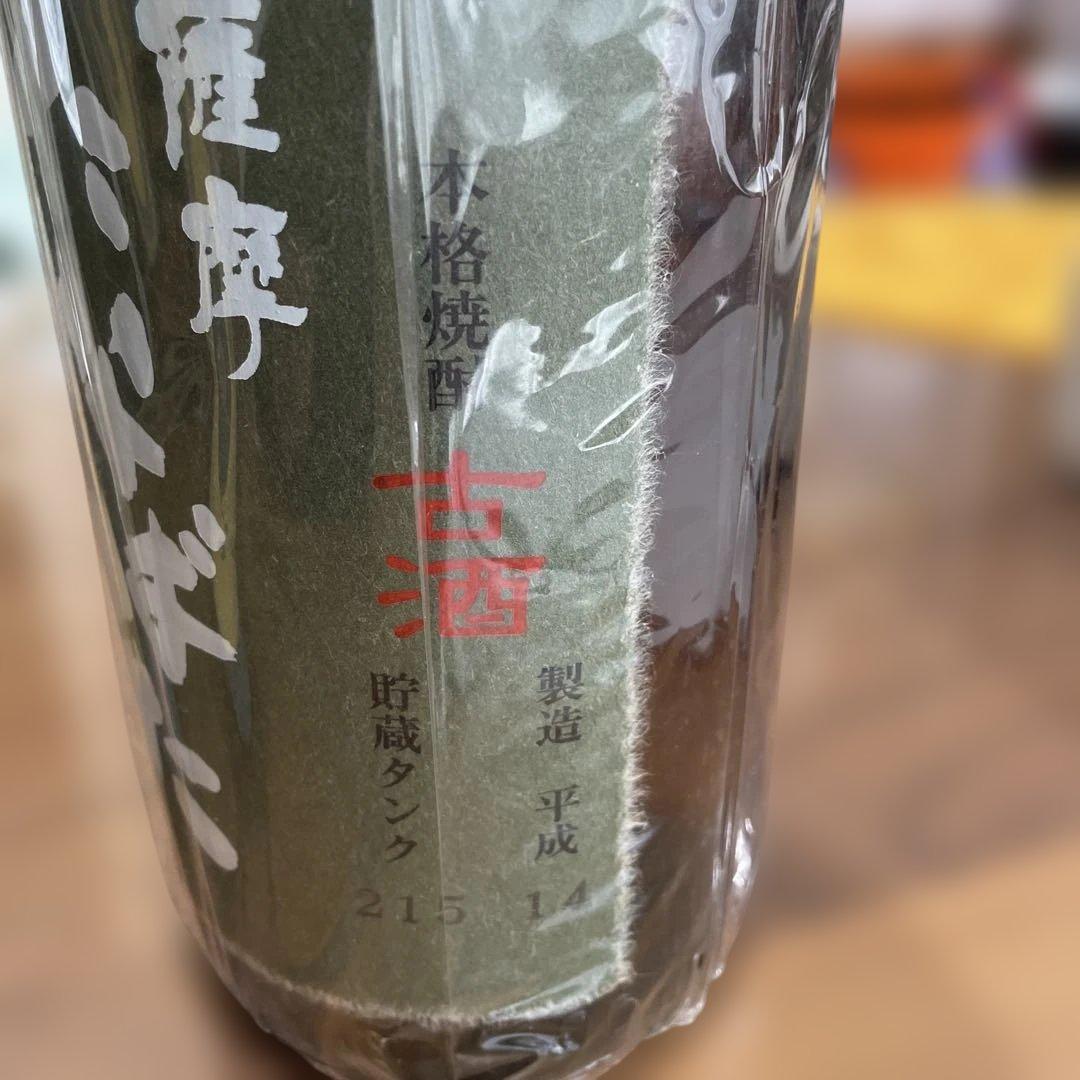 本格焼酎
古酒
製造 平成 14
貯蔵タンク 215
薩摩